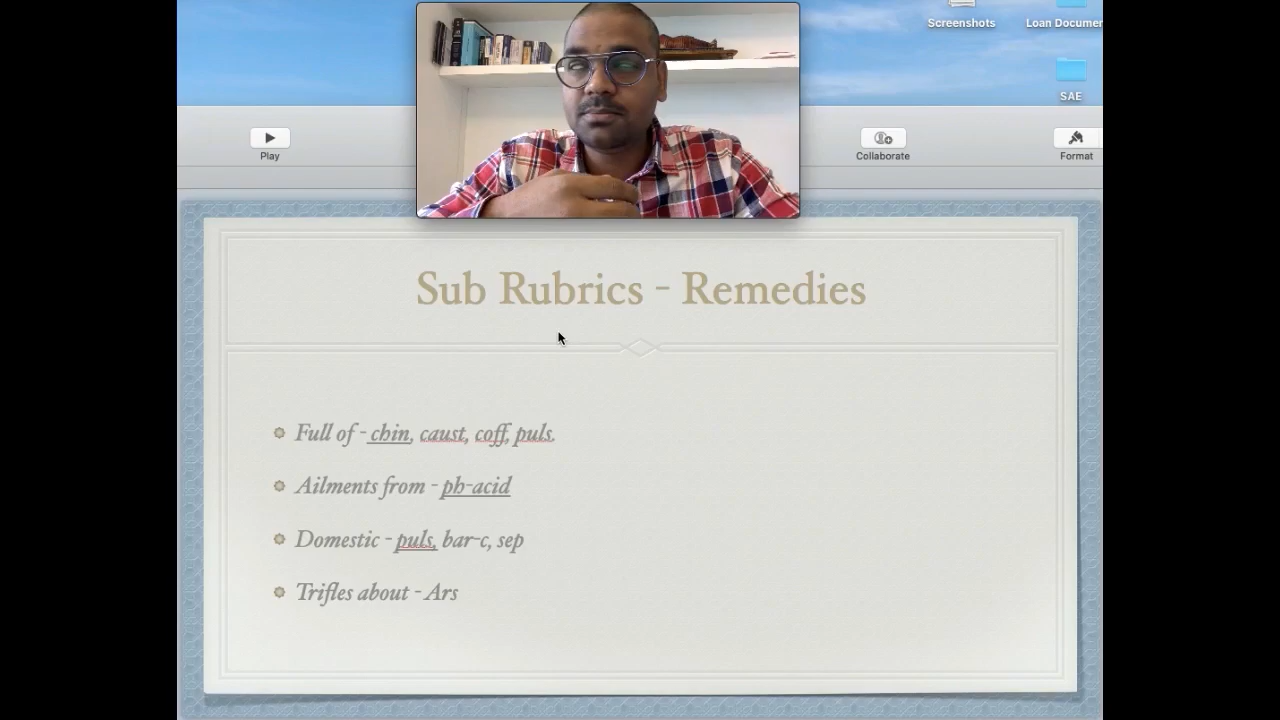 Screenshots
Loan Documen
SAE
Play
Collaborate
Format
Sub Rubrics - Remedies
Full of - chin, caust, coff, puls.
Ailments from - ph-acid
Domestic - puls, bar-c, sep
Trifles about - Ars